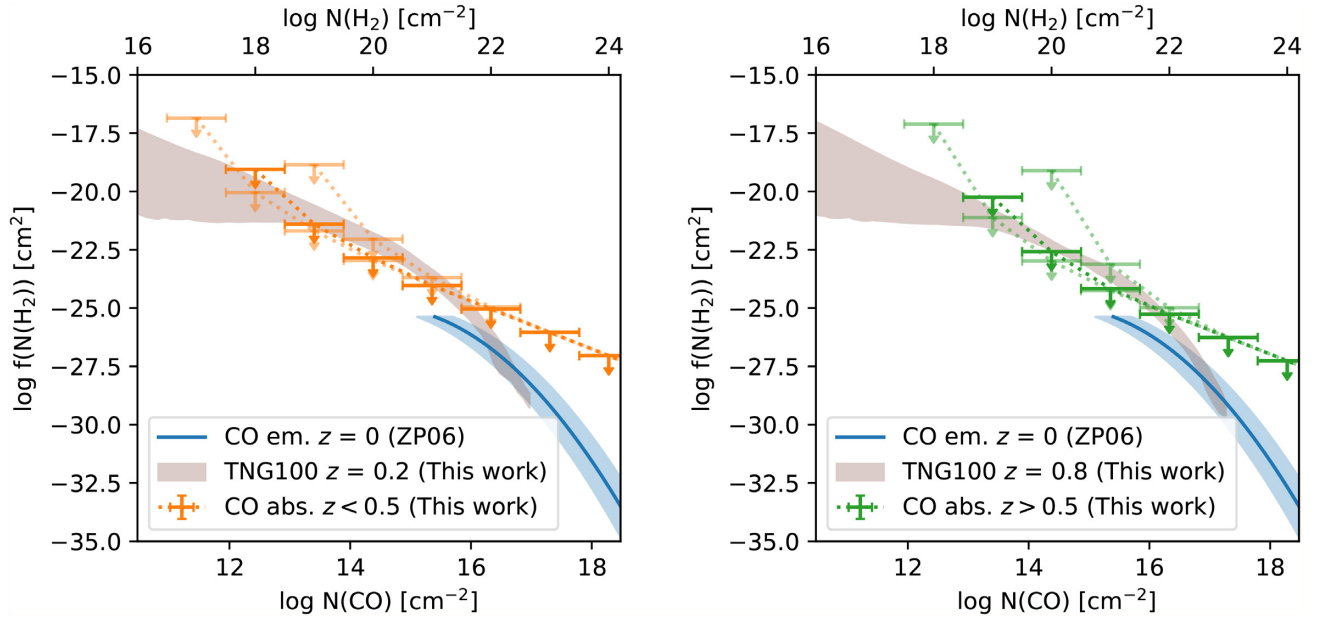 log N(H₂) [cm⁻²]
16 18 20 22 24
−15.0
−17.5
−20.0
−22.5
−25.0
−27.5
−30.0
−32.5
−35.0
log f(N(H₂)) [cm²]
CO em. z = 0 (ZP06)
TNG100 z = 0.2 (This work)
CO abs. z < 0.5 (This work)
12 14 16 18
log N(CO) [cm⁻²]
log N(H₂) [cm⁻²]
16 18 20 22 24
−15.0
−17.5
−20.0
−22.5
−25.0
−27.5
−30.0
−32.5
−35.0
log f(N(H₂)) [cm²]
CO em. z = 0 (ZP06)
TNG100 z = 0.8 (This work)
CO abs. z > 0.5 (This work)
12 14 16 18
log N(CO) [cm⁻²]